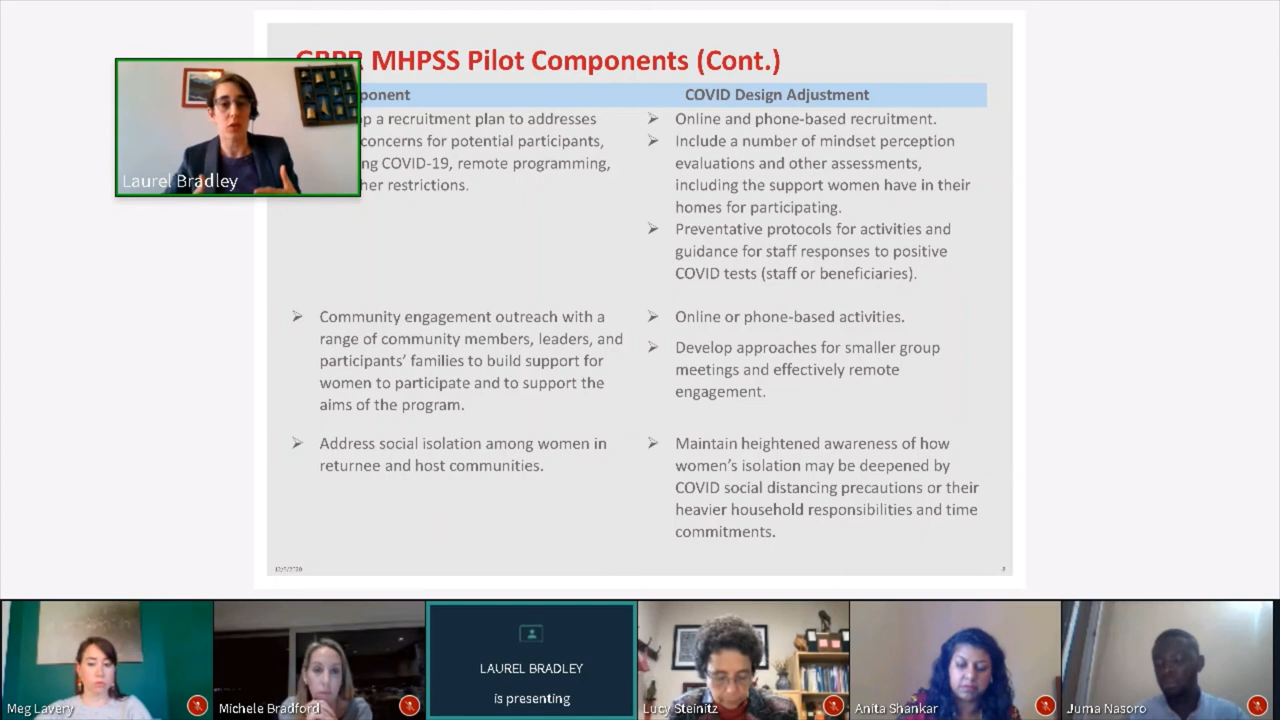 MHPSS Pilot Components (Cont.)
COVID Design Adjustment
a recruitment plan to addresses
concerns for potential participants,
COVID-19, remote programming,
restrictions.
Online and phone-based recruitment.
Include a number of mindset perception
evaluations and other assessments,
including the support women have in their
homes for participating.
Preventative protocols for activities and
guidance for staff responses to positive
COVID tests (staff or beneficiaries).
Laurel Bradley
Community engagement outreach with a
range of community members, leaders, and
participants’ families to build support for
women to participate and to support the
aims of the program.
Online or phone-based activities.
Develop approaches for smaller group
meetings and effectively remote
engagement.
Address social isolation among women in
returnee and host communities.
Maintain heightened awareness of how
women’s isolation may be deepened by
COVID social distancing precautions or their
heavier household responsibilities and time
commitments.
LAUREL BRADLEY
is presenting
Meg Lavery
Michele Bradford
Lucy Steinitz
Anita Shankar
Juma Nasoro